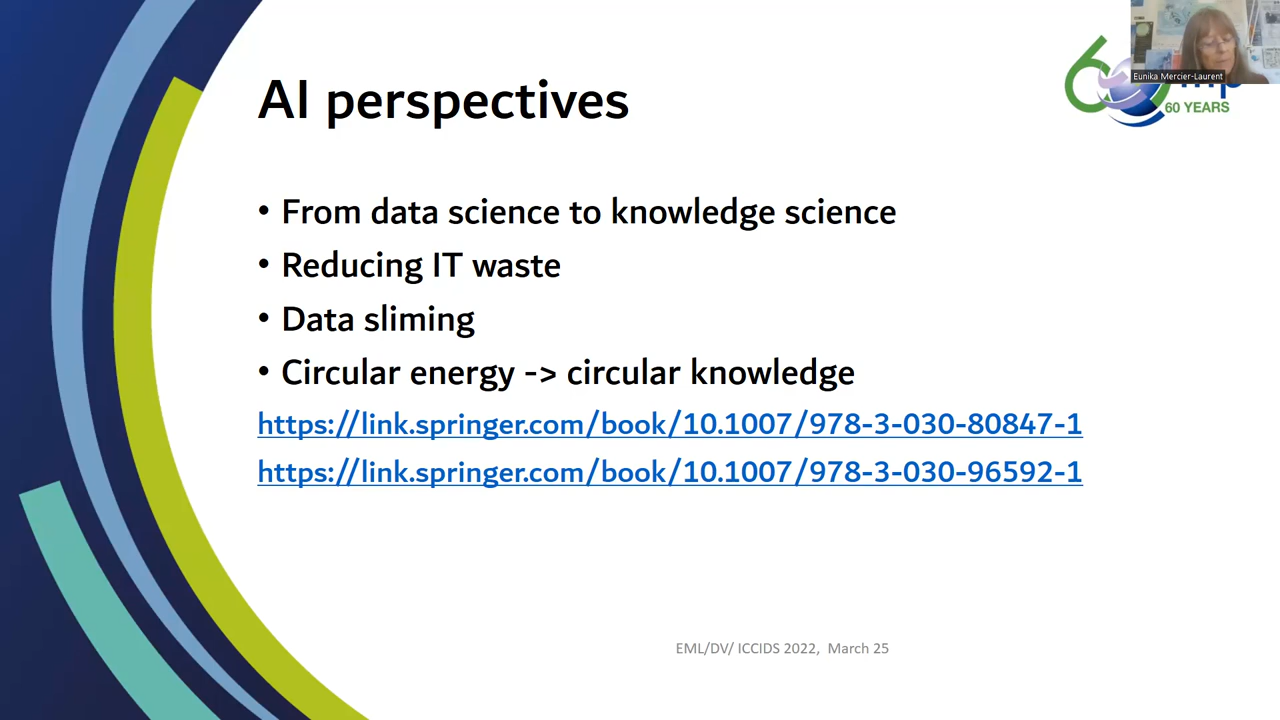 Eunika Mercier-Laurent
60 YEARS
AI perspectives
• From data science to knowledge science
• Reducing IT waste
• Data sliming
• Circular energy -> circular knowledge
https://link.springer.com/book/10.1007/978-3-030-80847-1
https://link.springer.com/book/10.1007/978-3-030-96592-1
EML/DV/ ICCIDS 2022, March 25